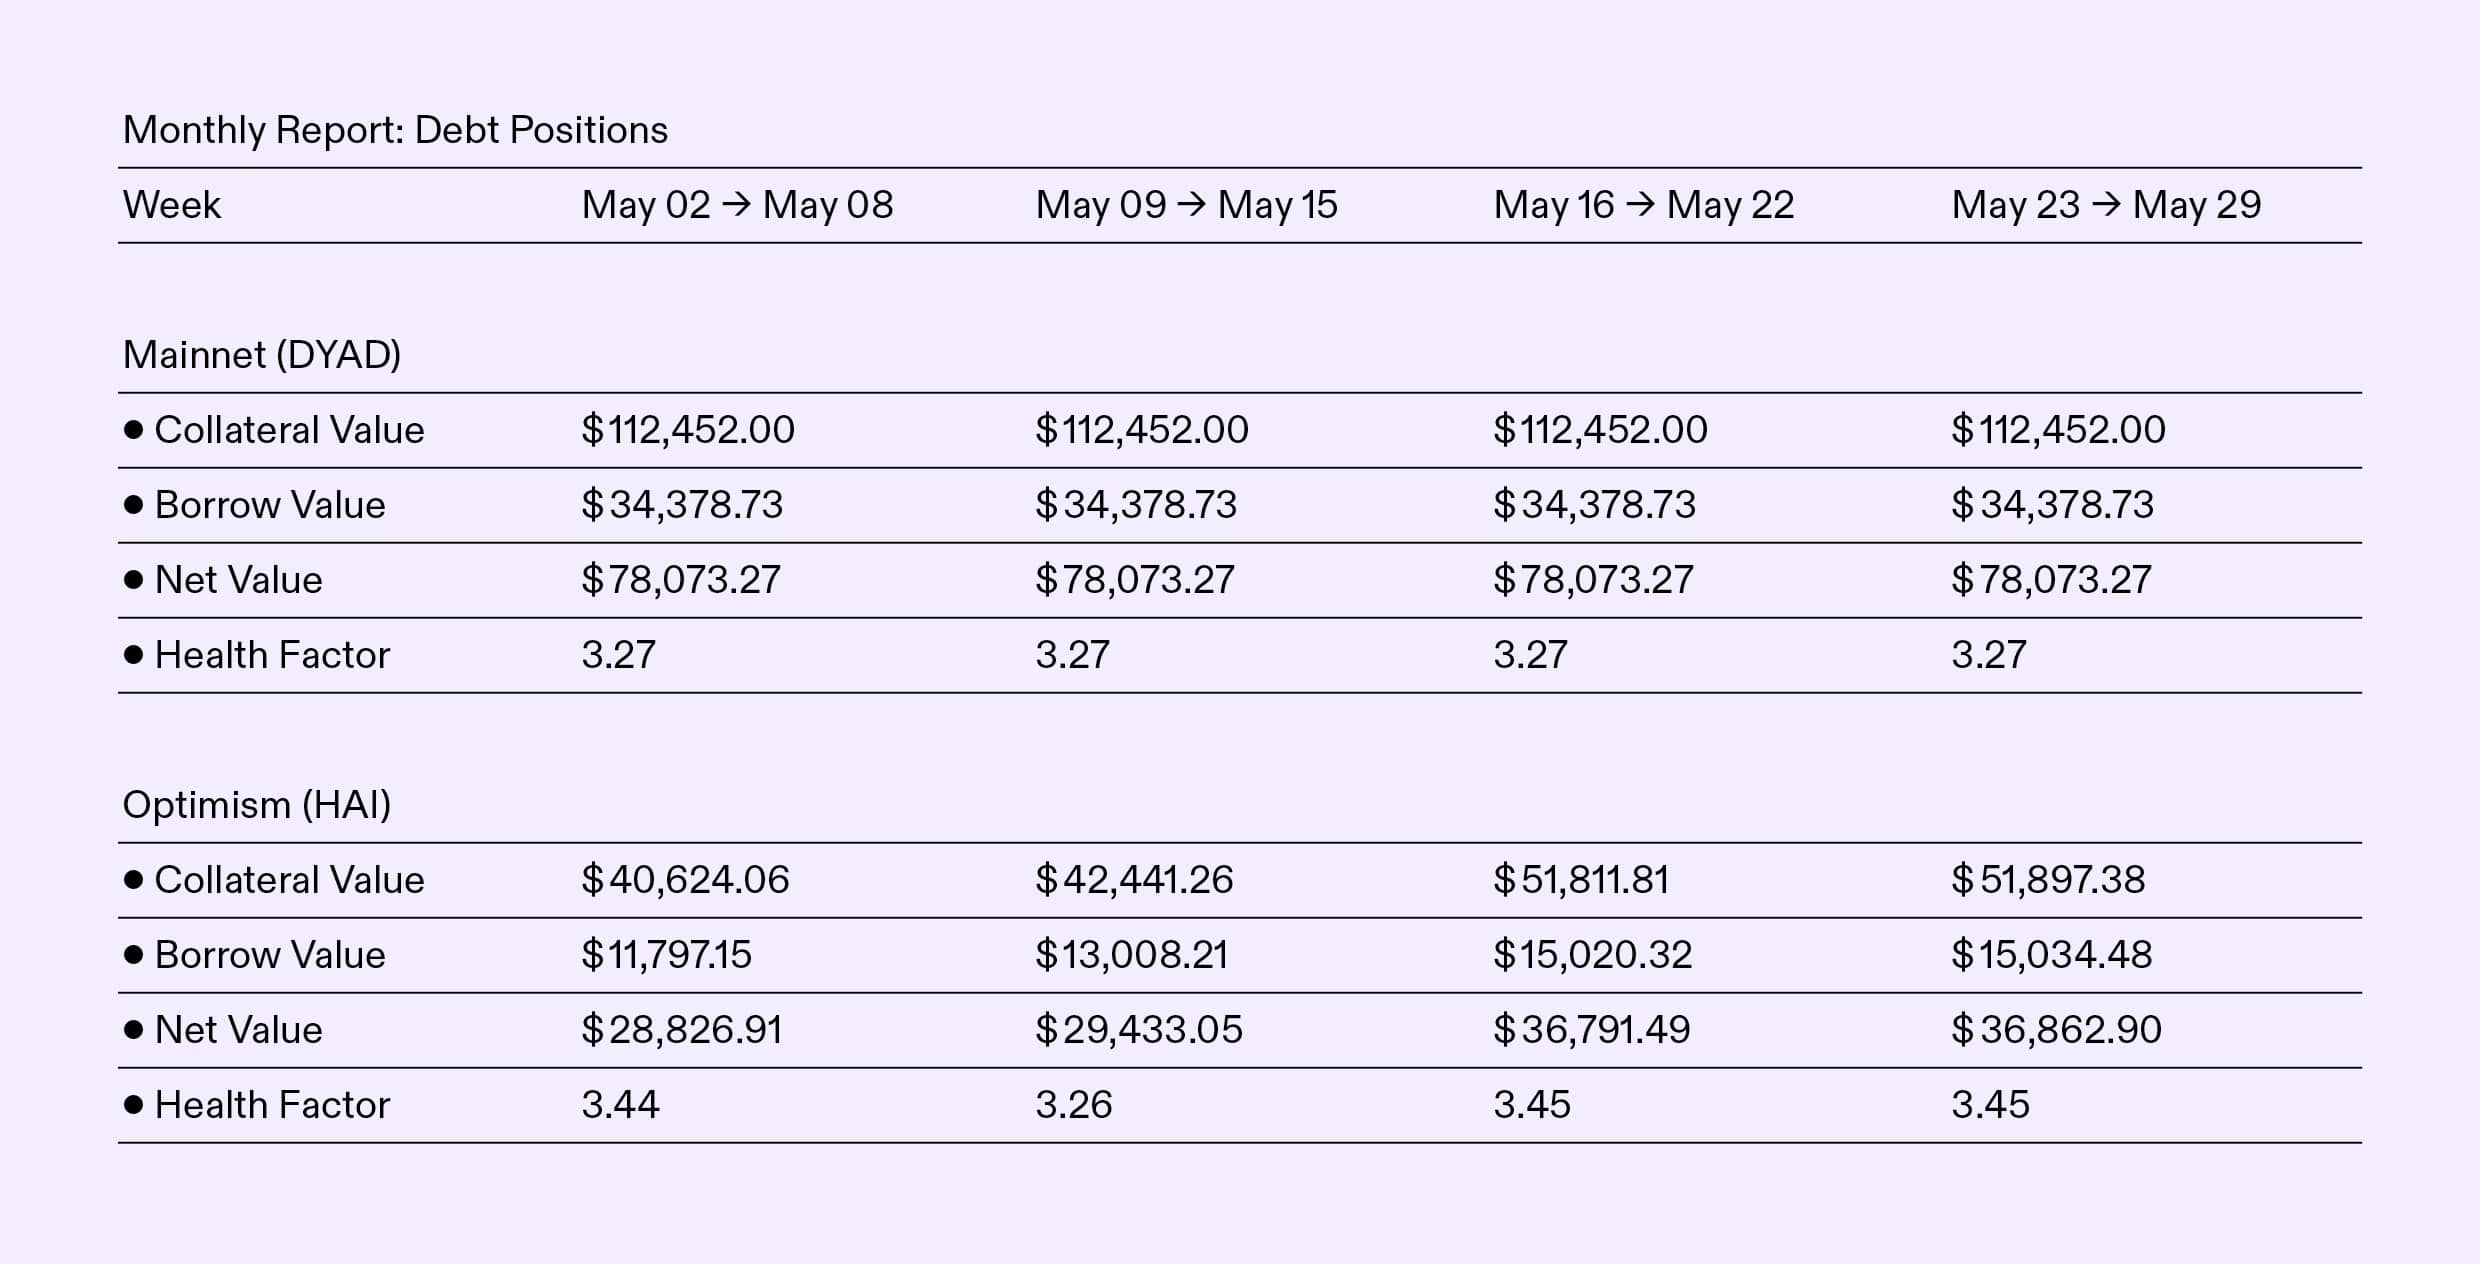 Monthly Report: Debt Positions
Week May 02 → May 08 May 09 → May 15 May 16 → May 22 May 23 → May 29
Mainnet (DYAD)
● Collateral Value $112,452.00 $112,452.00 $112,452.00 $112,452.00
● Borrow Value $34,378.73 $34,378.73 $34,378.73 $34,378.73
● Net Value $78,073.27 $78,073.27 $78,073.27 $78,073.27
● Health Factor 3.27 3.27 3.27 3.27
Optimism (HAI)
● Collateral Value $40,624.06 $42,441.26 $51,811.81 $51,897.38
● Borrow Value $11,797.15 $13,008.21 $15,020.32 $15,034.48
● Net Value $28,826.91 $29,433.05 $36,791.49 $36,862.90
● Health Factor 3.44 3.26 3.45 3.45